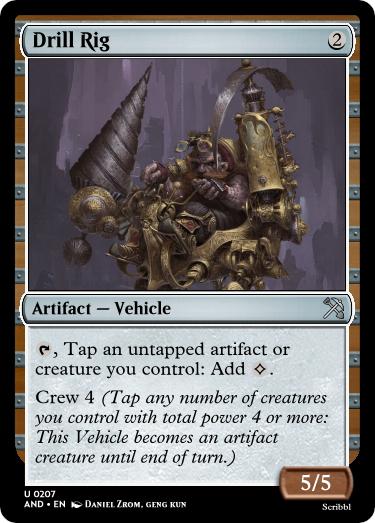 Drill Rig 2
Artifact — Vehicle
, Tap an untapped artifact or
creature you control: Add .
Crew 4 (Tap any number of creatures
you control with total power 4 or more:
This Vehicle becomes an artifact
creature until end of turn.)
5/5
U 0207
AND • EN Daniel Zrom, geng kun
Scribbl